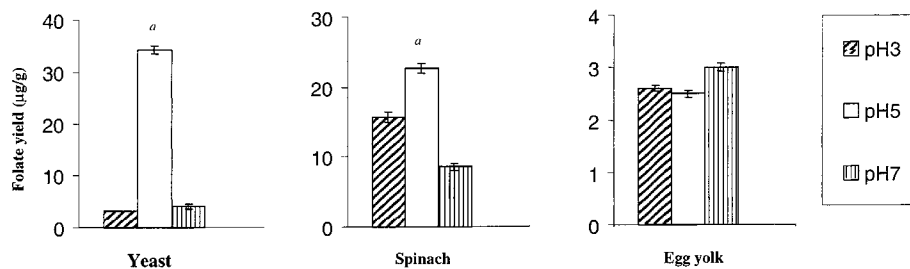 Folate yield (µg/g)
40
30
20
10
0
a
Yeast
30
20
10
0
a
Spinach
4
3
2
1
0
Egg yolk
pH3
pH5
pH7